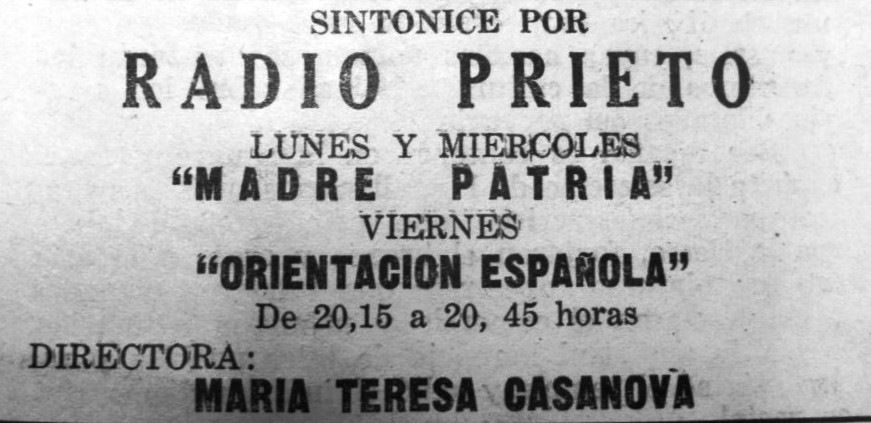 SINTONICE POR
RADIO PRIETO
LUNES Y MIERCOLES
“MADRE PATRIA”
VIERNES
“ORIENTACION ESPAÑOLA”
De 20,15 a 20, 45 horas
DIRECTORA:
MARIA TERESA CASANOVA